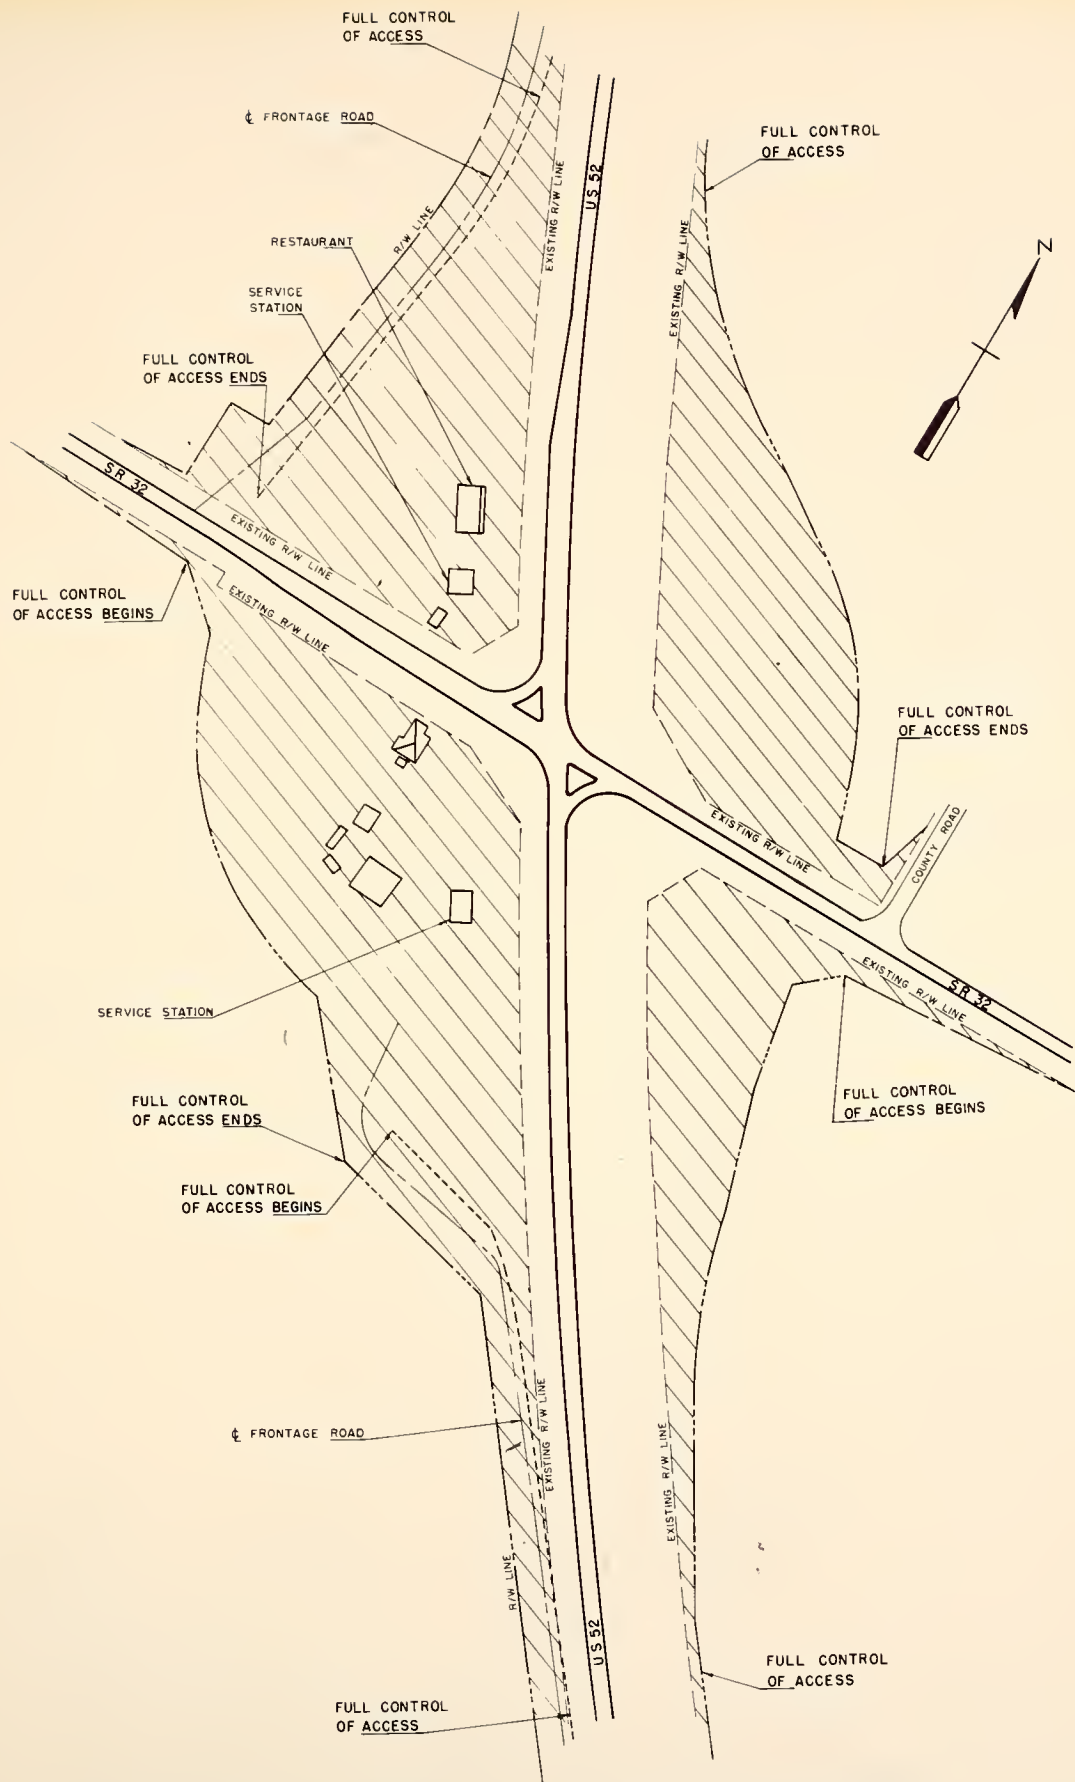 FULL CONTROL
OF ACCESS
℄ FRONTAGE ROAD
FULL CONTROL
OF ACCESS
R/W LINE
EXISTING R/W LINE
US 52
EXISTING R/W LINE
N
RESTAURANT
SERVICE
STATION
FULL CONTROL
OF ACCESS ENDS
SR 32
EXISTING R/W LINE
EXISTING R/W LINE
FULL CONTROL
OF ACCESS BEGINS
FULL CONTROL
OF ACCESS ENDS
EXISTING R/W LINE
COUNTY ROAD
EXISTING R/W LINE
SR 32
SERVICE STATION
FULL CONTROL
OF ACCESS ENDS
FULL CONTROL
OF ACCESS BEGINS
FULL CONTROL
OF ACCESS BEGINS
℄ FRONTAGE ROAD
EXISTING R/W LINE
EXISTING R/W LINE
R/W LINE
US 52
FULL CONTROL
OF ACCESS
FULL CONTROL
OF ACCESS